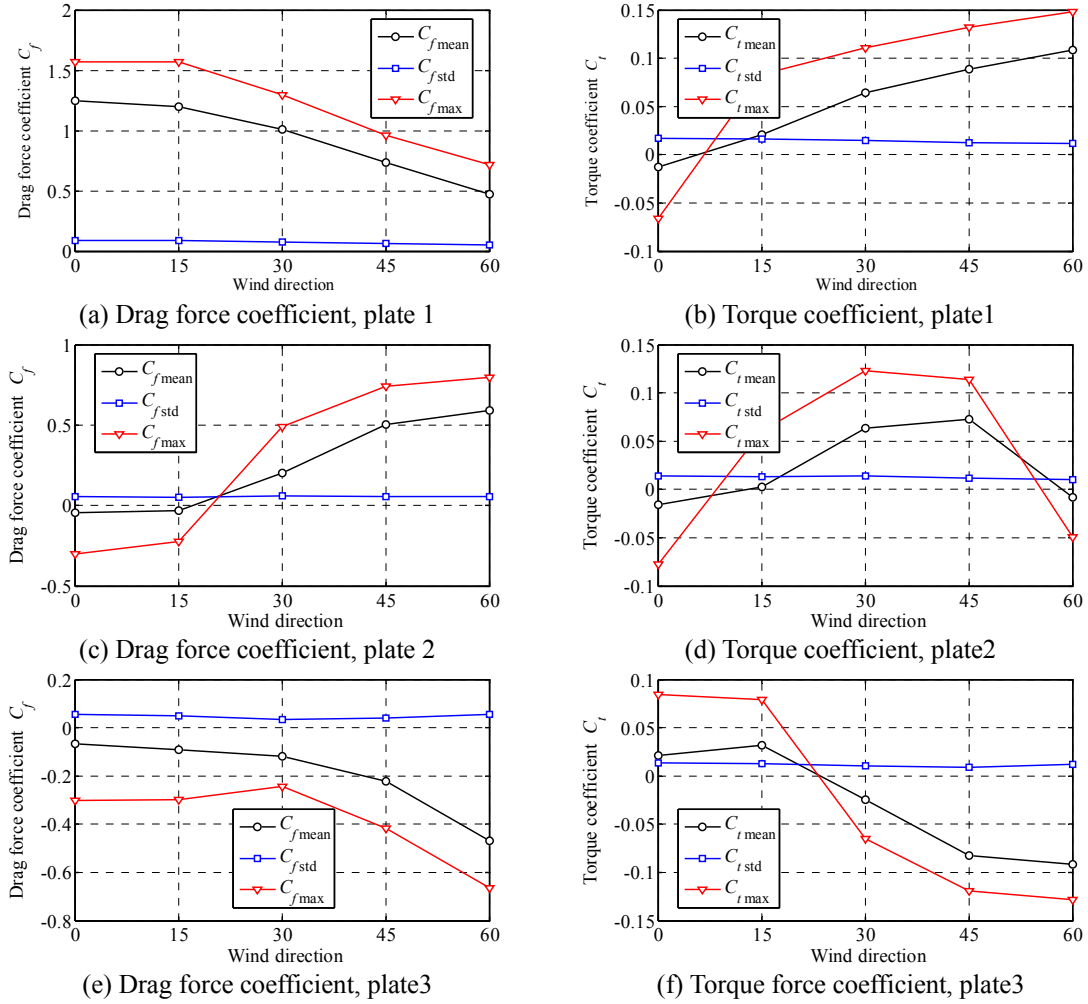 2
1.5
1
0.5
0
Drag force coefficient C_f
C_f mean
C_f std
C_f max
0 15 30 45 60
Wind direction
(a) Drag force coefficient, plate 1
0.15
0.1
0.05
0
-0.05
-0.1
Torque coefficient C_t
C_t mean
C_t std
C_t max
0 15 30 45 60
Wind direction
(b) Torque coefficient, plate1
1
0.5
0
-0.5
Drag force coefficient C_f
C_f mean
C_f std
C_f max
0 15 30 45 60
Wind direction
(c) Drag force coefficient, plate 2
0.15
0.1
0.05
0
-0.05
-0.1
Torque coefficient C_t
C_t mean
C_t std
C_t max
0 15 30 45 60
Wind direction
(d) Torque coefficient, plate2
0.2
0
-0.2
-0.4
-0.6
-0.8
Drag force coefficient C_f
C_f mean
C_f std
C_f max
0 15 30 45 60
Wind direction
(e) Drag force coefficient, plate3
0.1
0.05
0
-0.05
-0.1
-0.15
Torque coefficient C_t
C_t mean
C_t std
C_t max
0 15 30 45 60
Wind direction
(f) Torque force coefficient, plate3